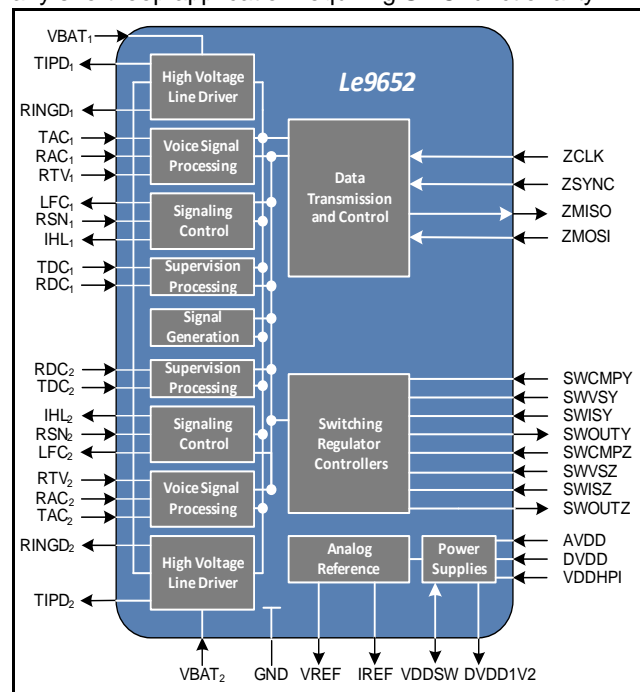 VBAT₁
TIPD₁
RINGD₁
TAC₁
RAC₁
RTV₁
LFC₁
RSN₁
IHL₁
TDC₁
RDC₁
RDC₂
TDC₂
IHL₂
RSN₂
LFC₂
RTV₂
RAC₂
TAC₂
RINGD₂
TIPD₂
High Voltage
Line Driver
Voice Signal
Processing
Signaling
Control
Supervision
Processing
Signal
Generation
Supervision
Processing
Signaling
Control
Voice Signal
Processing
High Voltage
Line Driver
Le9652
Data
Transmission
and Control
Switching
Regulator
Controllers
Analog
Reference
Power
Supplies
ZCLK
ZSYNC
ZMISO
ZMOSI
SWCMPY
SWVSY
SWISY
SWOUTY
SWCMPZ
SWVSZ
SWISZ
SWOUTZ
AVDD
DVDD
VDDHPI
VBAT₂
GND
VREF
IREF
VDDSW
DVDD1V2